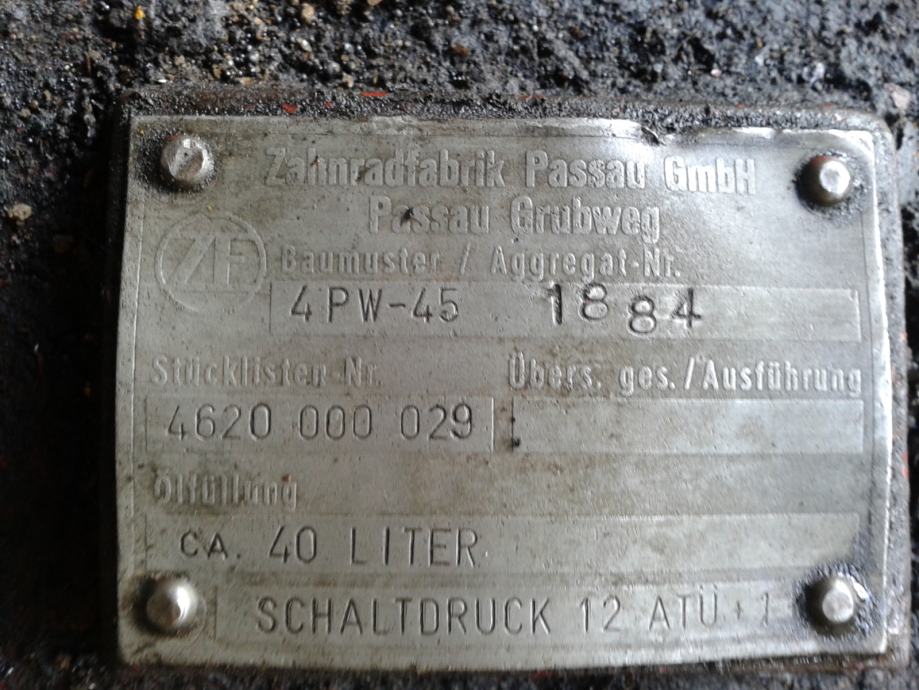 Zahnradfabrik Passau GmbH
Passau Grubweg
ZF
Baumuster / Aggregat-Nr.
4PW-45 1884
Stücklisten-Nr. Übers. ges./Ausführung
4620 000 029
Ölfüllung
CA. 40 LITER
SCHALTDRUCK 12 ATÜ +1